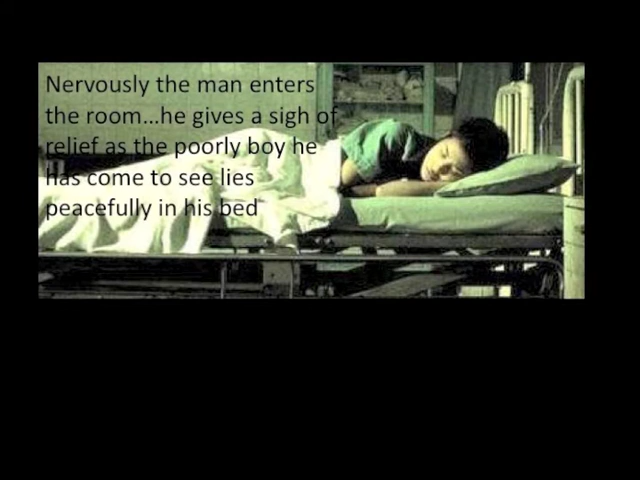 Nervously the man enters
the room…he gives a sigh of
relief as the poorly boy he
has come to see lies
peacefully in his bed